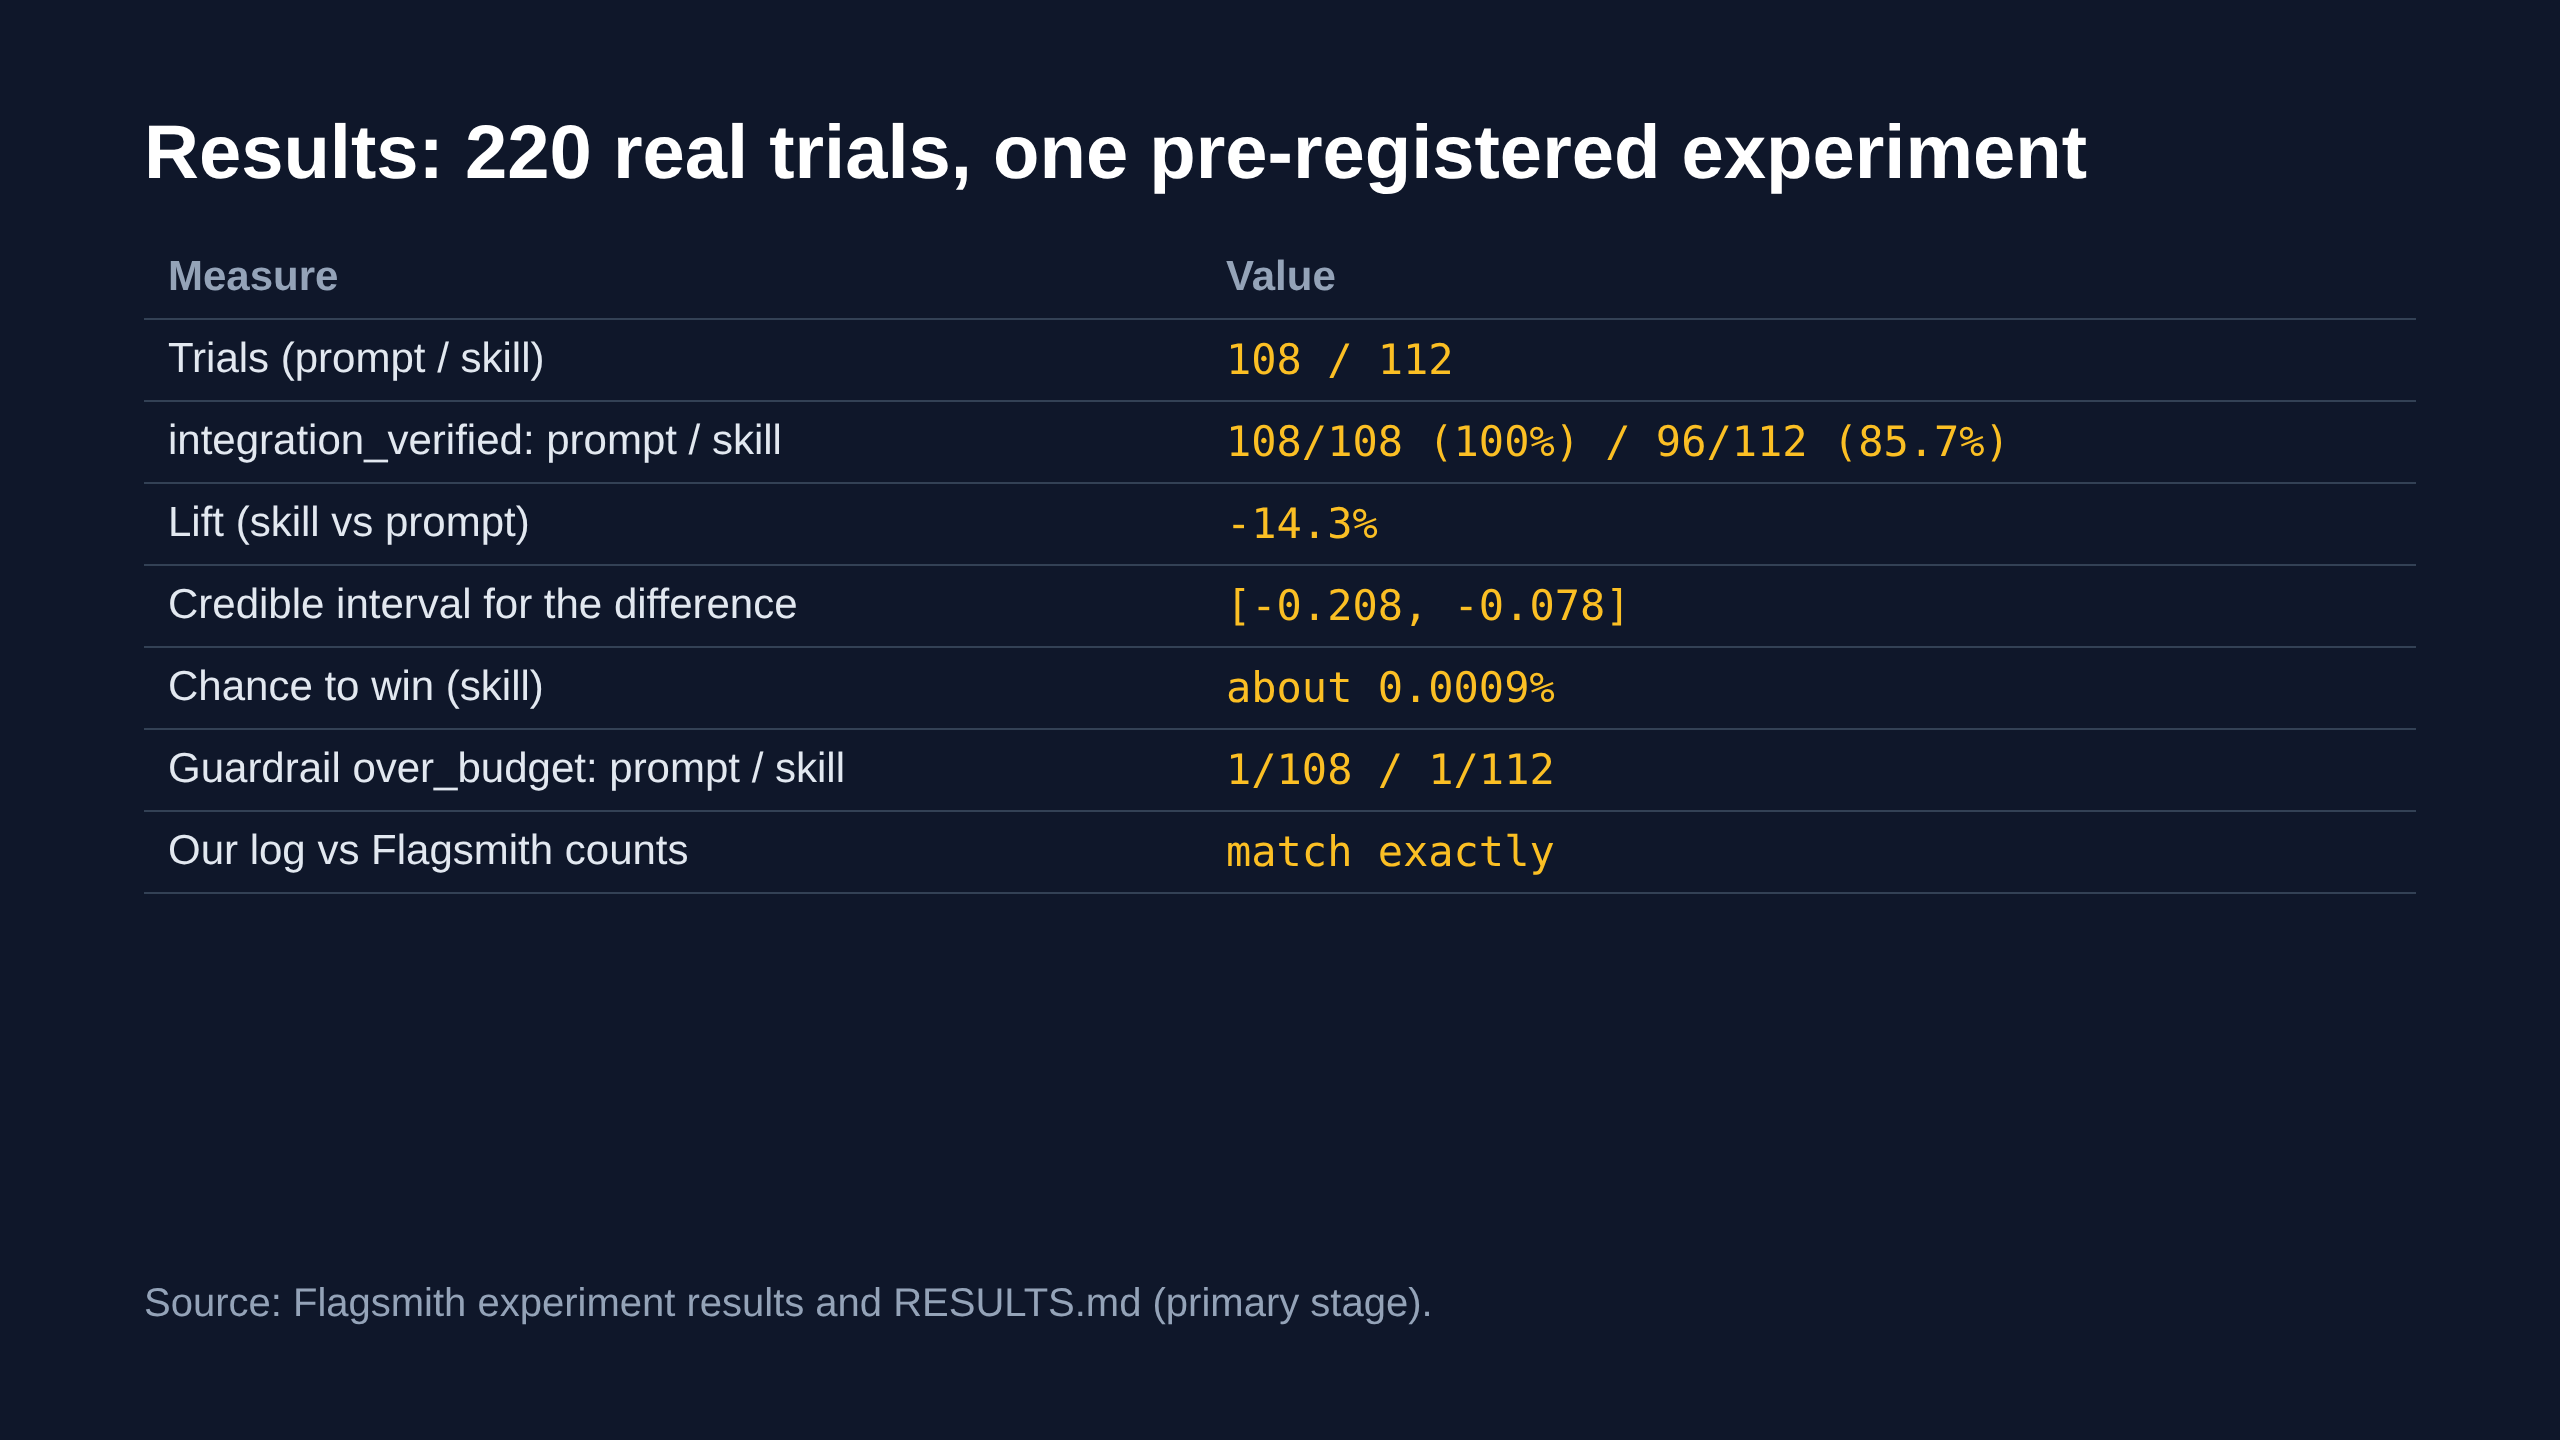 Results: 220 real trials, one pre-registered experiment
Measure Value
Trials (prompt / skill) 108 / 112
integration_verified: prompt / skill 108/108 (100%) / 96/112 (85.7%)
Lift (skill vs prompt) -14.3%
Credible interval for the difference [-0.208, -0.078]
Chance to win (skill) about 0.0009%
Guardrail over_budget: prompt / skill 1/108 / 1/112
Our log vs Flagsmith counts match exactly
Source: Flagsmith experiment results and RESULTS.md (primary stage).